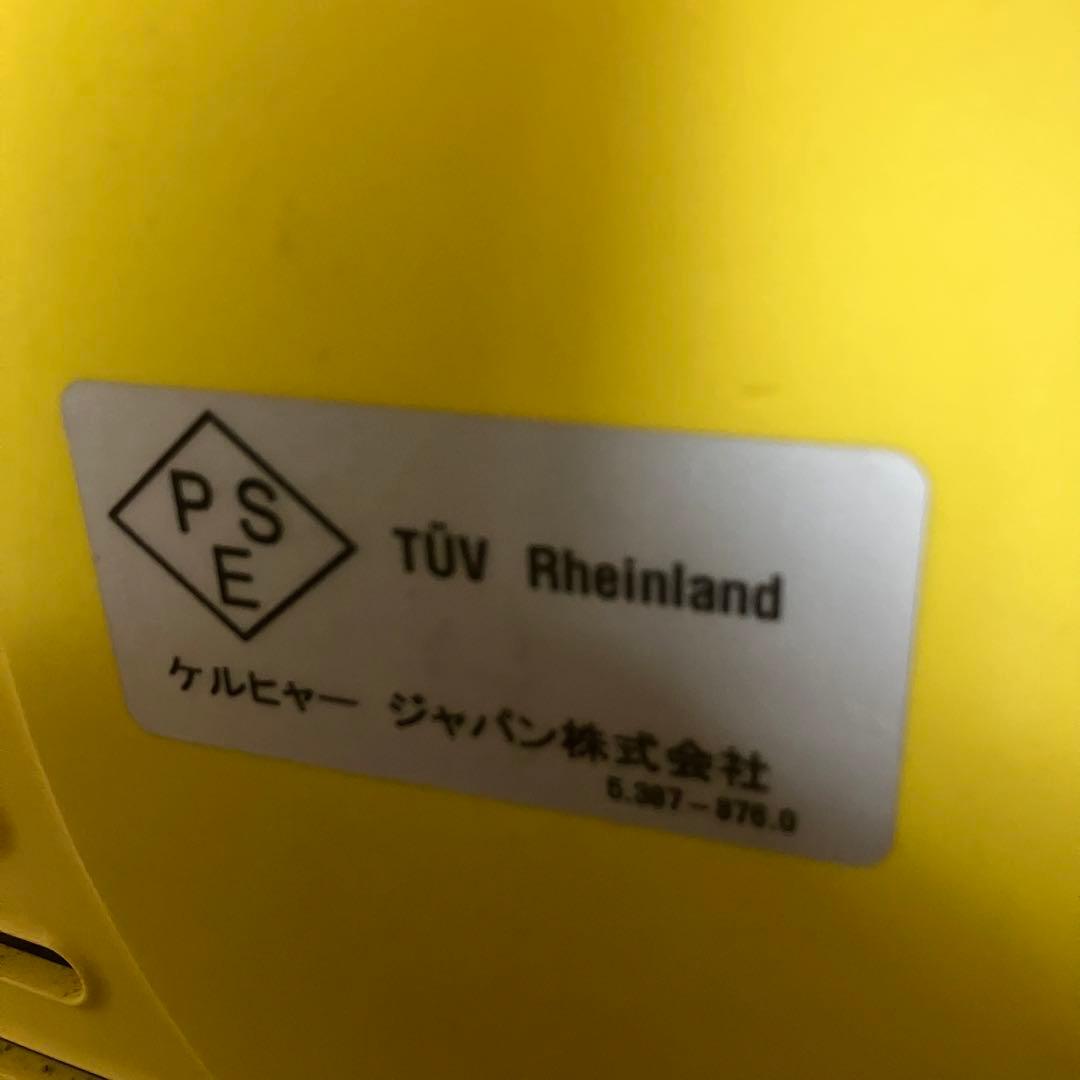 PS
E
TÜV Rheinland
ケルヒャー ジャパン株式会社
5.387-876.0